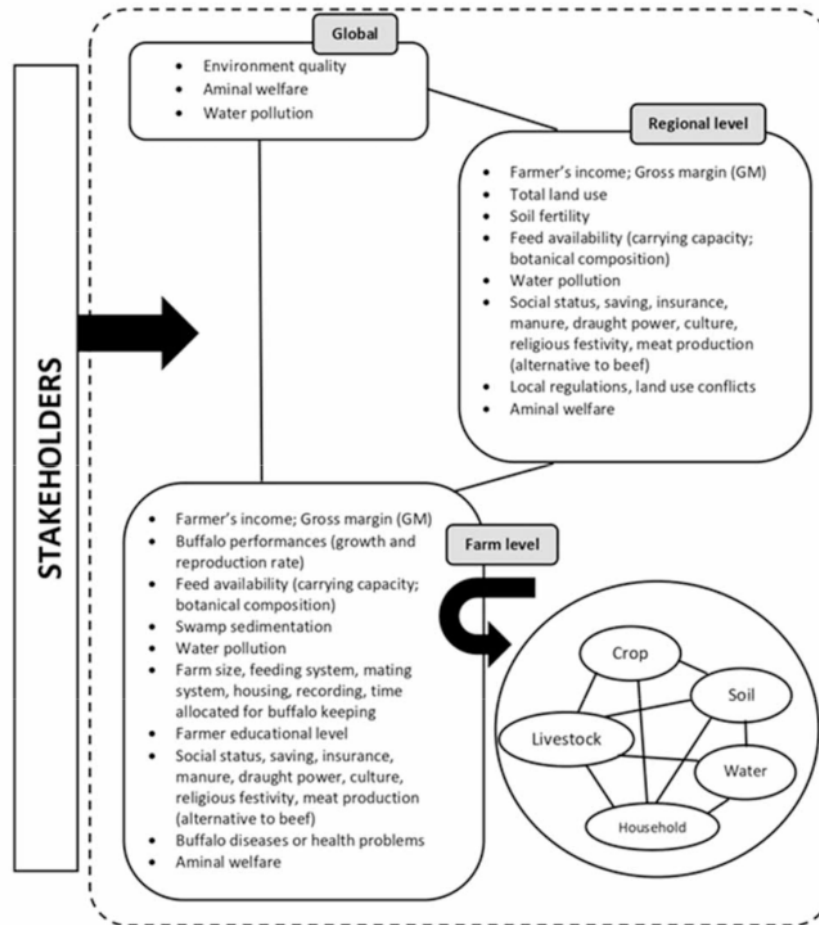 Global
• Environment quality
• Aminal welfare
• Water pollution
Regional level
• Farmer's income; Gross margin (GM)
• Total land use
• Soil fertility
• Feed availability (carrying capacity;
botanical composition)
• Water pollution
• Social status, saving, insurance,
manure, draught power, culture,
religious festivity, meat production
(alternative to beef)
• Local regulations, land use conflicts
• Aminal welfare
STAKEHOLDERS
Farm level
• Farmer's income; Gross margin (GM)
• Buffalo performances (growth and
reproduction rate)
• Feed availability (carrying capacity;
botanical composition)
• Swamp sedimentation
• Water pollution
• Farm size, feeding system, mating
system, housing, recording, time
allocated for buffalo keeping
• Farmer educational level
• Social status, saving, insurance,
manure, draught power, culture,
religious festivity, meat production
(alternative to beef)
• Buffalo diseases or health problems
• Aminal welfare
Crop
Soil
Livestock
Water
Household